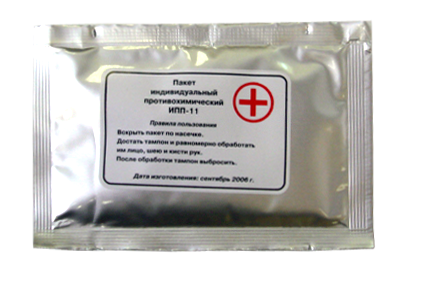 Пакет
индивидуальный
противохимический
ИПП-11
Правила пользования
Вскрыть пакет по насечке.
Достать тампон и равномерно обработать
им лицо, шею и кисти рук.
После обработки тампон выбросить.
Дата изготовления: сентябрь 2006 г.